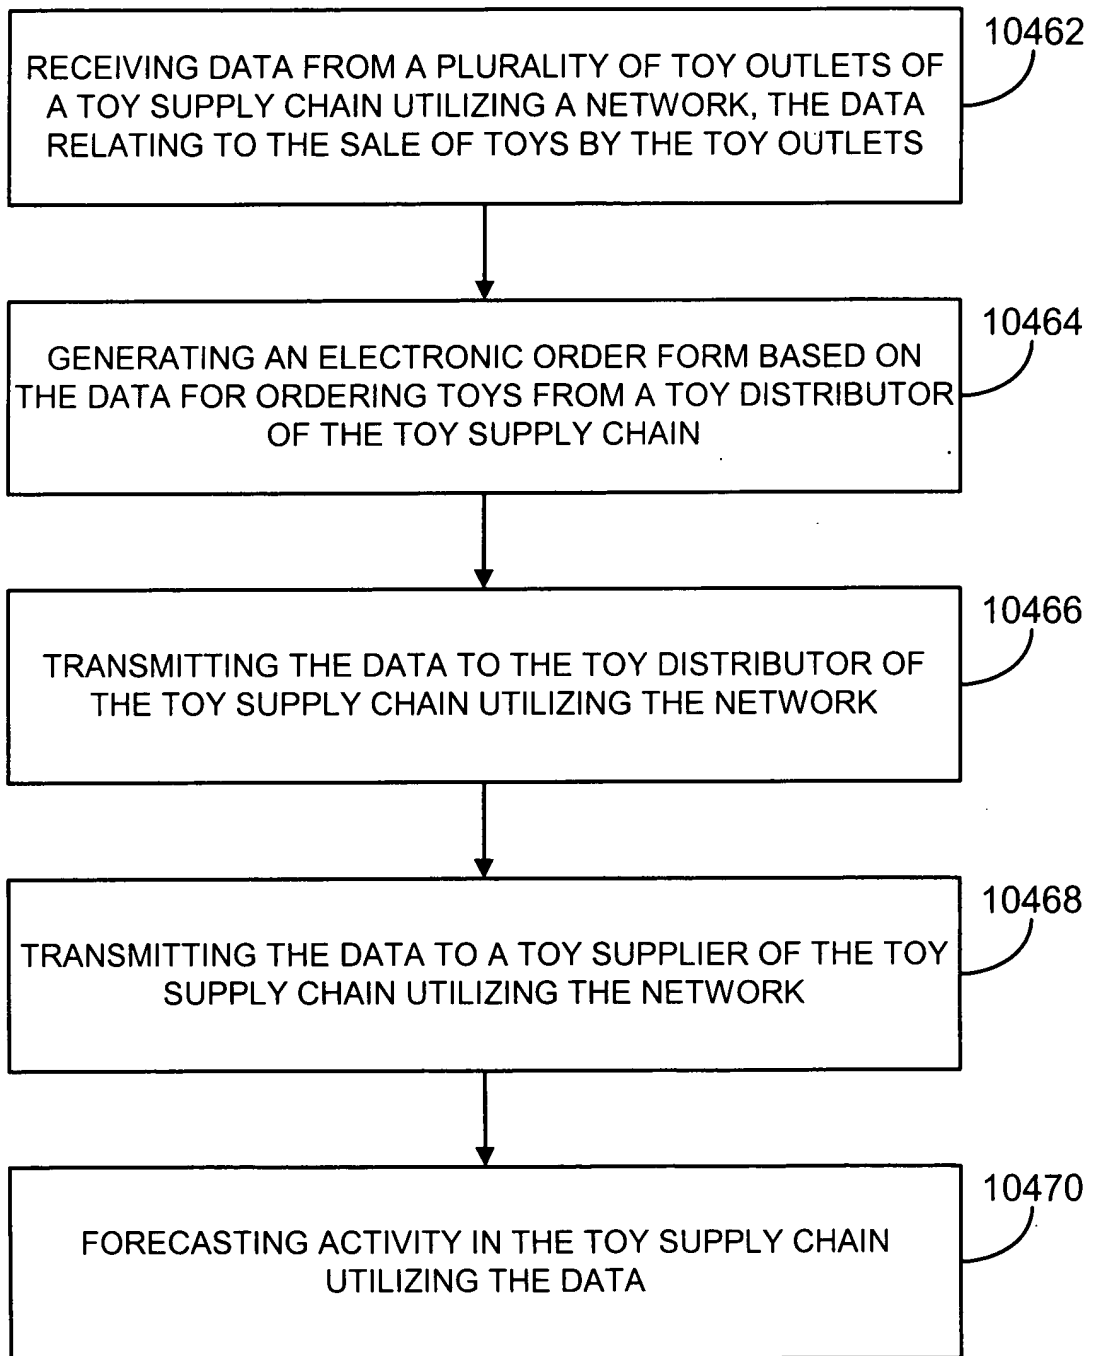 10462
RECEIVING DATA FROM A PLURALITY OF TOY OUTLETS OF
A TOY SUPPLY CHAIN UTILIZING A NETWORK, THE DATA
RELATING TO THE SALE OF TOYS BY THE TOY OUTLETS
10464
GENERATING AN ELECTRONIC ORDER FORM BASED ON
THE DATA FOR ORDERING TOYS FROM A TOY DISTRIBUTOR
OF THE TOY SUPPLY CHAIN
10466
TRANSMITTING THE DATA TO THE TOY DISTRIBUTOR OF
THE TOY SUPPLY CHAIN UTILIZING THE NETWORK
10468
TRANSMITTING THE DATA TO A TOY SUPPLIER OF THE TOY
SUPPLY CHAIN UTILIZING THE NETWORK
10470
FORECASTING ACTIVITY IN THE TOY SUPPLY CHAIN
UTILIZING THE DATA